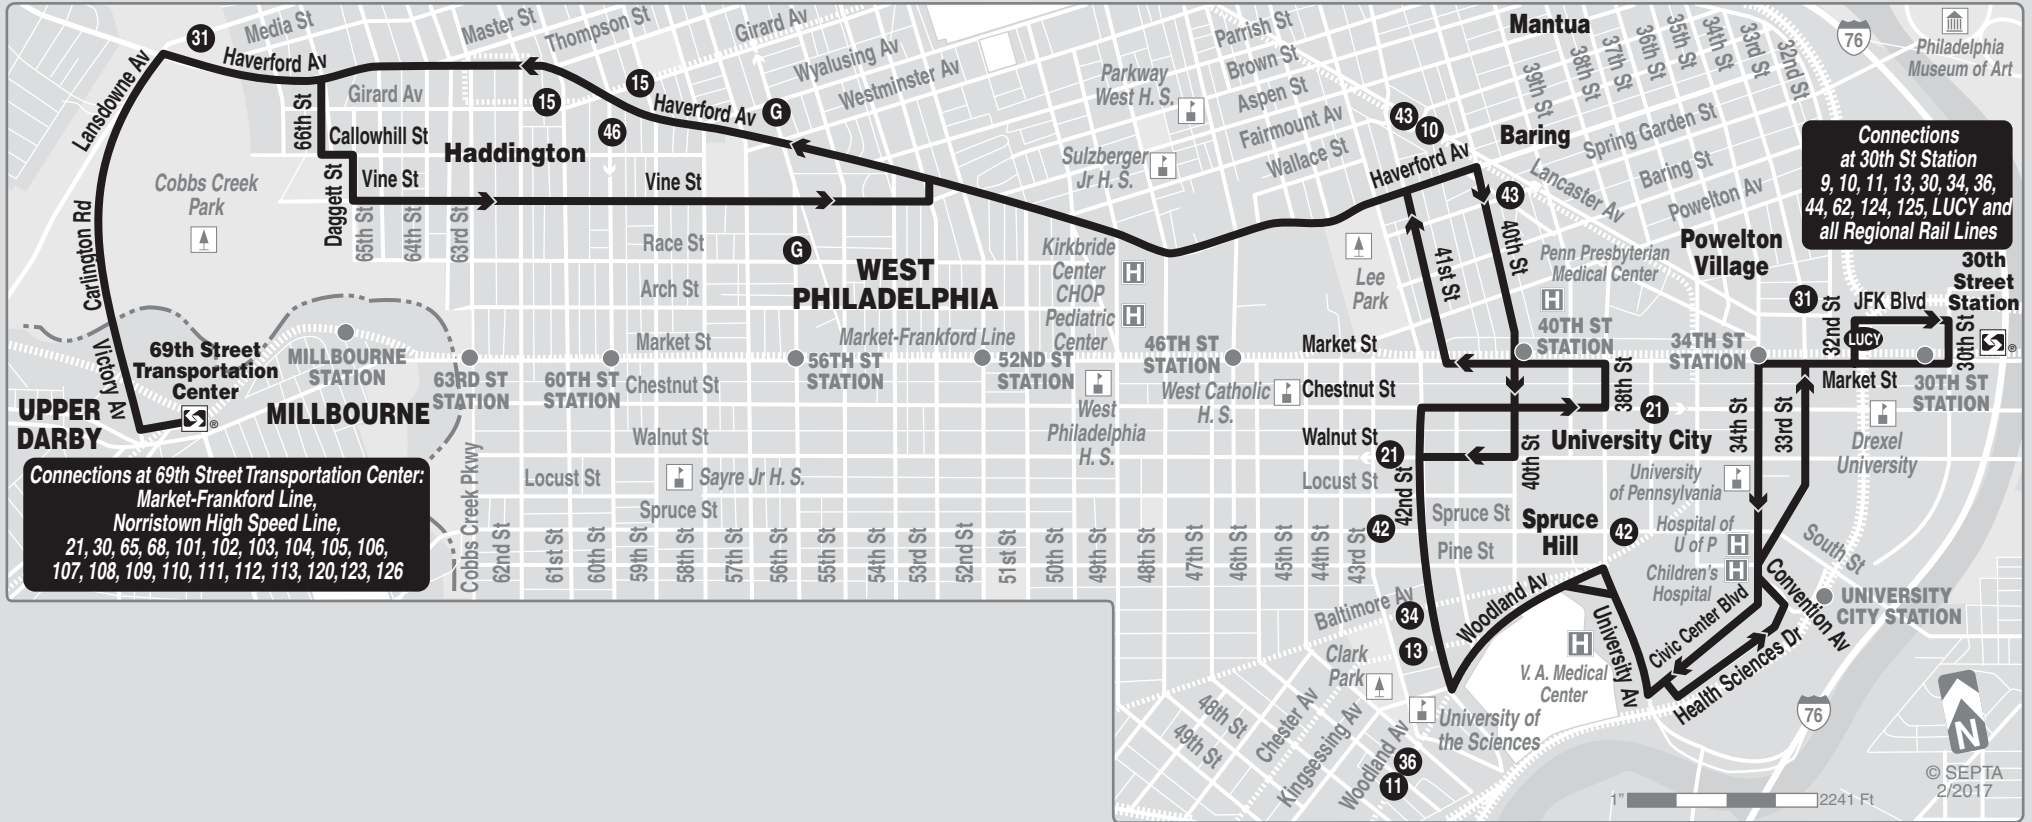 31
Media St
Master St
Thompson St
Girard Av
Wyalusing Av
Westminster Av
Lansdowne Av
Haverford Av
15
15
46
Haverford Av
G
Girard Av
66th St
Callowhill St
Haddington
Daggett St
Vine St
Vine St
Cobbs Creek
Park
65th St
64th St
63rd St
Race St
G
WEST
PHILADELPHIA
Arch St
Carlington Rd
Victory Av
69th Street
Transportation
Center
®
UPPER
DARBY
MILLBOURNE
MILLBOURNE
STATION
63RD ST
STATION
60TH ST
STATION
Market St
Market-Frankford Line
56TH ST
STATION
52ND ST
STATION
46TH ST
STATION
Chestnut St
Walnut St
Locust St
Sayre Jr H. S.
Spruce St
Connections at 69th Street Transportation Center:
Market-Frankford Line,
Norristown High Speed Line,
21, 30, 65, 68, 101, 102, 103, 104, 105, 106,
107, 108, 109, 110, 111, 112, 113, 120,123, 126
Cobbs Creek Pkwy
62nd St
61st St
60th St
59th St
58th St
57th St
56th St
55th St
54th St
53rd St
52nd St
51st St
50th St
49th St
48th St
47th St
46th St
45th St
44th St
43rd St
Parkway
West H. S.
H
Sulzberger
Jr H. S.
Kirkbride
Center
CHOP
H
Pediatric
Center
H
West
Philadelphia
H. S.
West Catholic
H. S.
Parrish St
Brown St
Aspen St
Fairmount Av
Wallace St
Mantua
39th St
38th St
37th St
36th St
35th St
34th St
33rd St
32nd St
76
Philadelphia
Museum of Art
43
10
Baring
Spring Garden St
Lancaster Av
Baring St
Powelton Av
Haverford Av
43
41st St
40th St
Lee
Park
Penn Presbyterian
Medical Center
H
Powelton
Village
Connections
at 30th St Station
9, 10, 11, 13, 30, 34, 36,
44, 62, 124, 125, LUCY and
all Regional Rail Lines
30th
Street
Station
®
31
32nd St
JFK Blvd
LUCY
30th St
Market St
30TH ST
STATION
34TH ST
STATION
40TH ST
STATION
Market St
Chestnut St
38th St
21
Walnut St
21
University City
34th St
33rd St
Drexel
University
Locust St
42nd St
40th St
University
of Pennsylvania
42
Spruce St
Spruce
Hill
42
Hospital of
U of P
H
Pine St
Children's
Hospital
H
South St
Convention Av
UNIVERSITY
CITY STATION
Baltimore Av
34
13
Woodland Av
University Av
Civic Center Blvd
Health Sciences Dr
H
V. A. Medical
Center
Clark
Park
University of
the Sciences
48th St
49th St
Chester Av
Kingsessing Av
Woodland Av
36
11
76
N
© SEPTA
2/2017
1"
2241 Ft